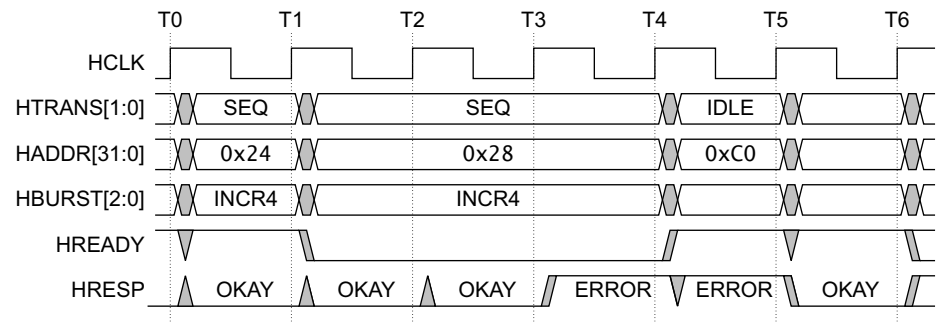 T0 T1 T2 T3 T4 T5 T6
HCLK
HTRANS[1:0] SEQ SEQ IDLE
HADDR[31:0] 0x24 0x28 0xC0
HBURST[2:0] INCR4 INCR4
HREADY
HRESP OKAY OKAY OKAY ERROR ERROR OKAY